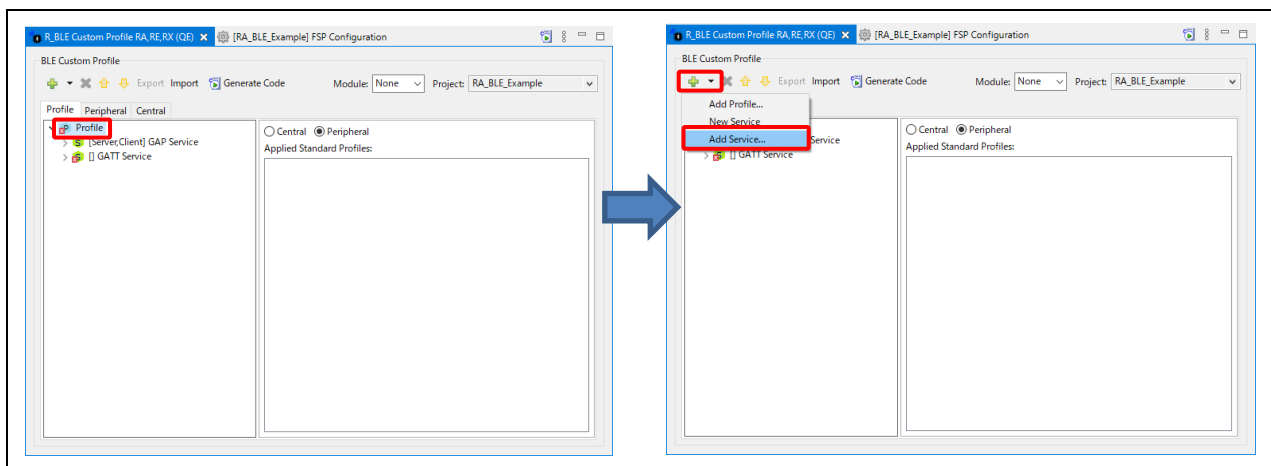 R_BLE Custom Profile RA,RE,RX (QE) [RA_BLE_Example] FSP Configuration
BLE Custom Profile
Export Import Generate Code Module: None Project: RA_BLE_Example
Profile Peripheral Central
Profile
[Server,Client] GAP Service
[] GATT Service
Central Peripheral
Applied Standard Profiles:
R_BLE Custom Profile RA,RE,RX (QE) [RA_BLE_Example] FSP Configuration
BLE Custom Profile
Export Import Generate Code Module: None Project: RA_BLE_Example
Add Profile...
New Service
Add Service...
Service
[] GATT Service
Central Peripheral
Applied Standard Profiles: